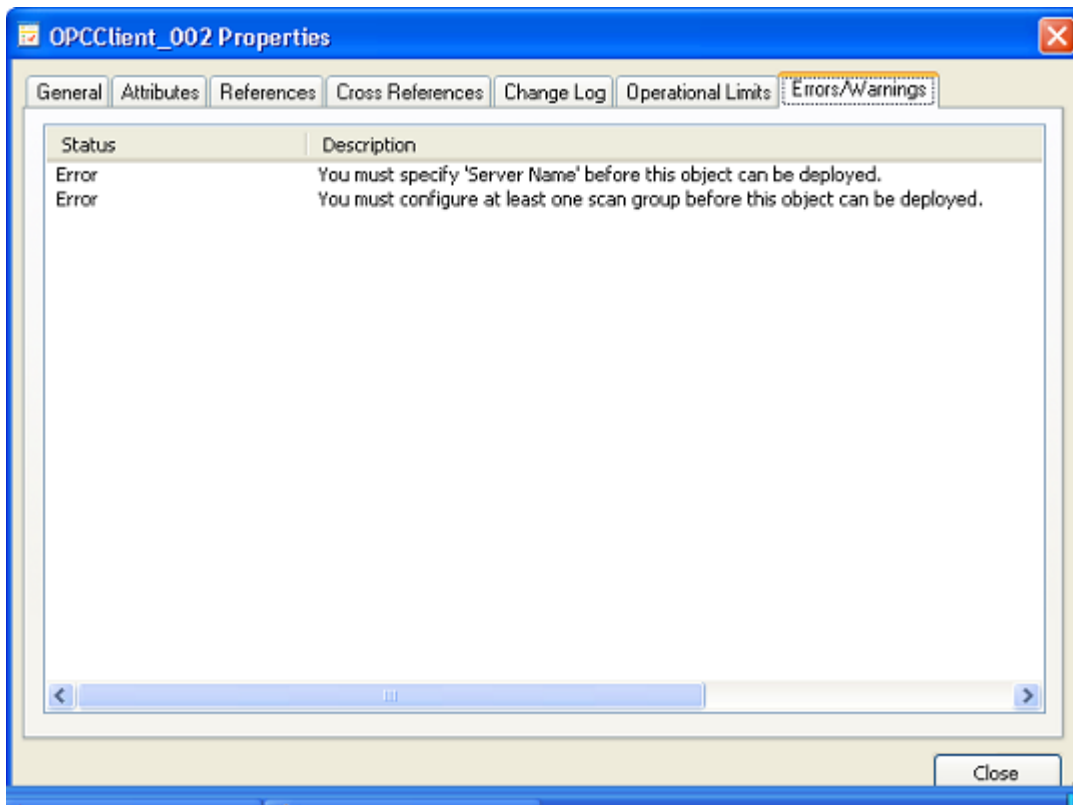 OPCClient_002 Properties
General Attributes References Cross References Change Log Operational Limits Errors/Warnings
Status Description
Error You must specify 'Server Name' before this object can be deployed.
Error You must configure at least one scan group before this object can be deployed.
Close